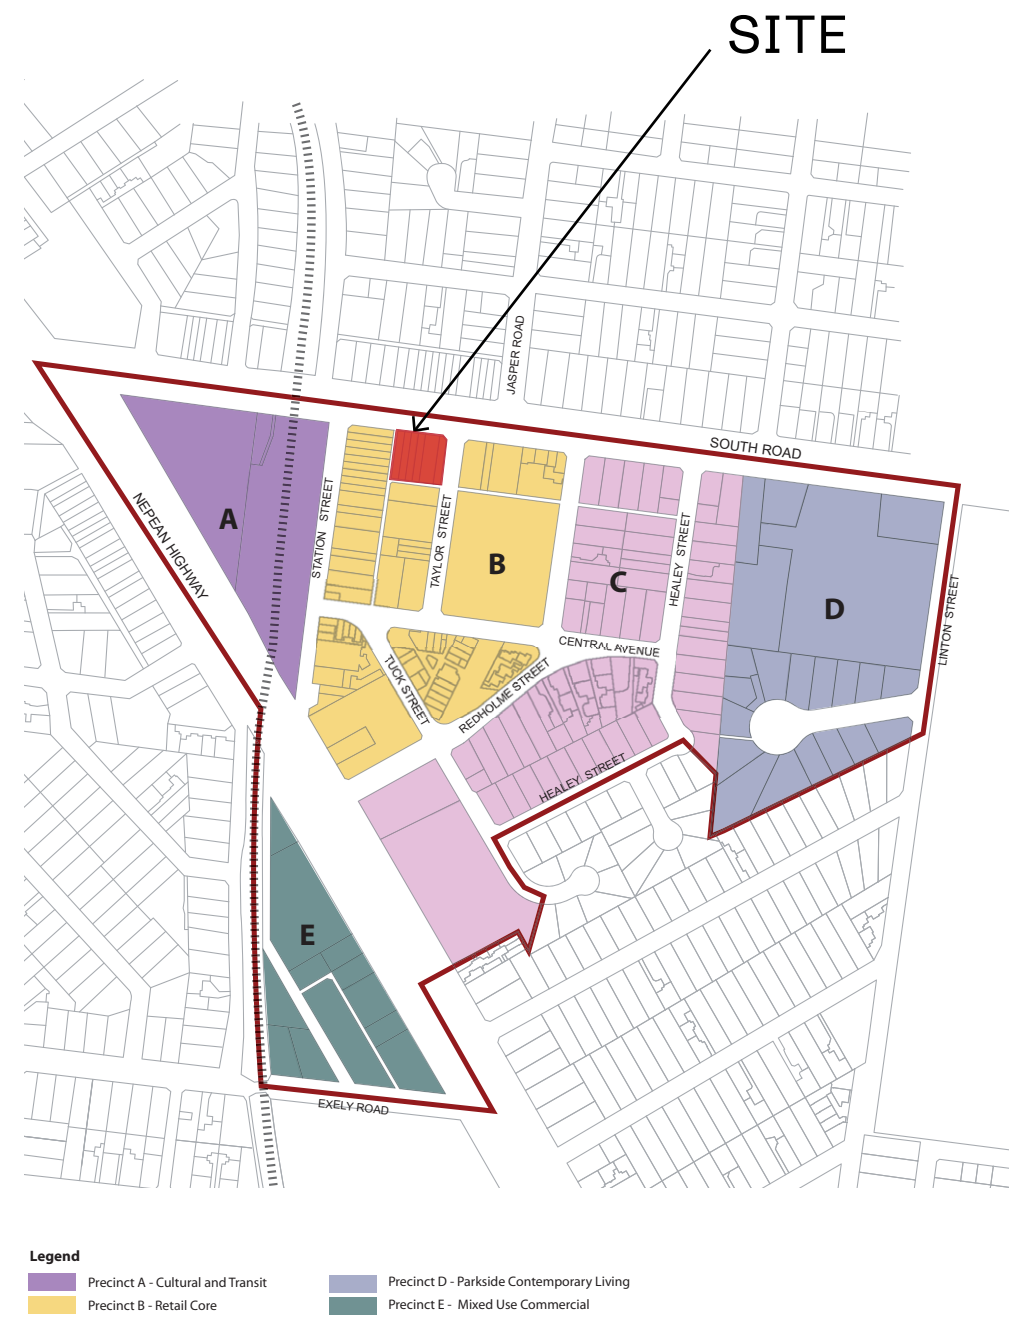 SITE
JASPER ROAD
SOUTH ROAD
NEPEAN HIGHWAY
A
STATION STREET
TAYLOR STREET
B
C
HEALEY STREET
D
LINTON STREET
CENTRAL AVENUE
TUCK STREET
REDHOLME STREET
HEALEY STREET
E
EXELY ROAD
Legend
Precinct A - Cultural and Transit
Precinct B - Retail Core
Precinct D - Parkside Contemporary Living
Precinct E - Mixed Use Commercial